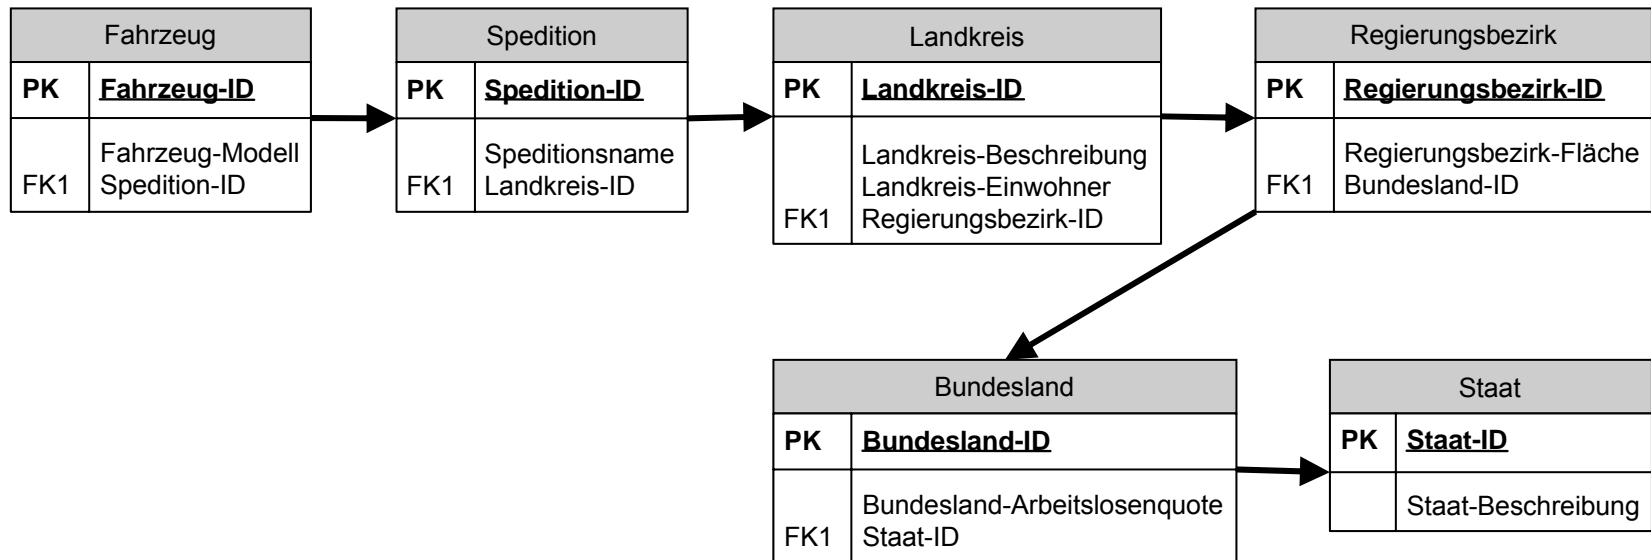 Fahrzeug
PK Fahrzeug-ID
Fahrzeug-Modell
FK1 Spedition-ID
Spedition
PK Spedition-ID
Speditionsname
FK1 Landkreis-ID
Landkreis
PK Landkreis-ID
Landkreis-Beschreibung
Landkreis-Einwohner
FK1 Regierungsbezirk-ID
Regierungsbezirk
PK Regierungsbezirk-ID
Regierungsbezirk-Fläche
FK1 Bundesland-ID
Bundesland
PK Bundesland-ID
Bundesland-Arbeitslosenquote
FK1 Staat-ID
Staat
PK Staat-ID
Staat-Beschreibung